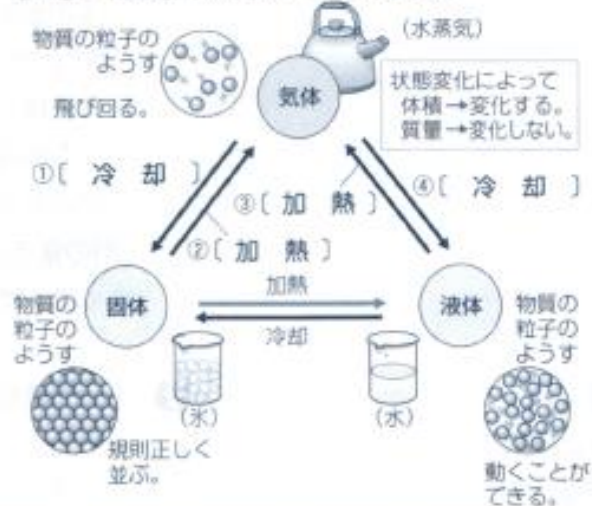 物質の粒子の
ようす
飛び回る。
(水蒸気)
気体
状態変化によって
体積→変化する。
質量→変化しない。
①〔 冷 却 〕
②〔 加 熱 〕
③〔 加 熱 〕
④〔 冷 却 〕
加熱
冷却
固体
液体
物質の
粒子の
ようす
(氷)
規則正しく
並ぶ。
(水)
物質の
粒子の
ようす
動くことが
できる。